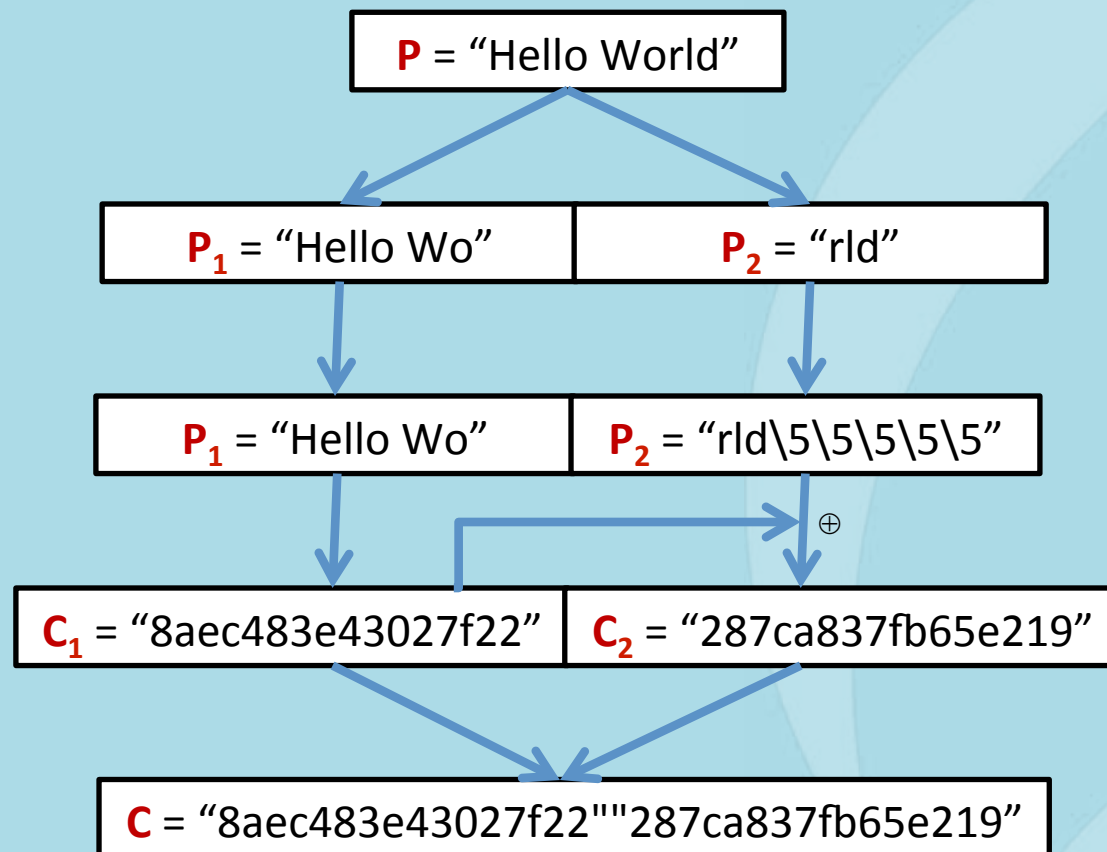 P = “Hello World”
P₁ = “Hello Wo” P₂ = “rld”
P₁ = “Hello Wo” P₂ = “rld\5\5\5\5\5”
⊕
C₁ = “8aec483e43027f22” C₂ = “287ca837fb65e219”
C = “8aec483e43027f22""287ca837fb65e219”